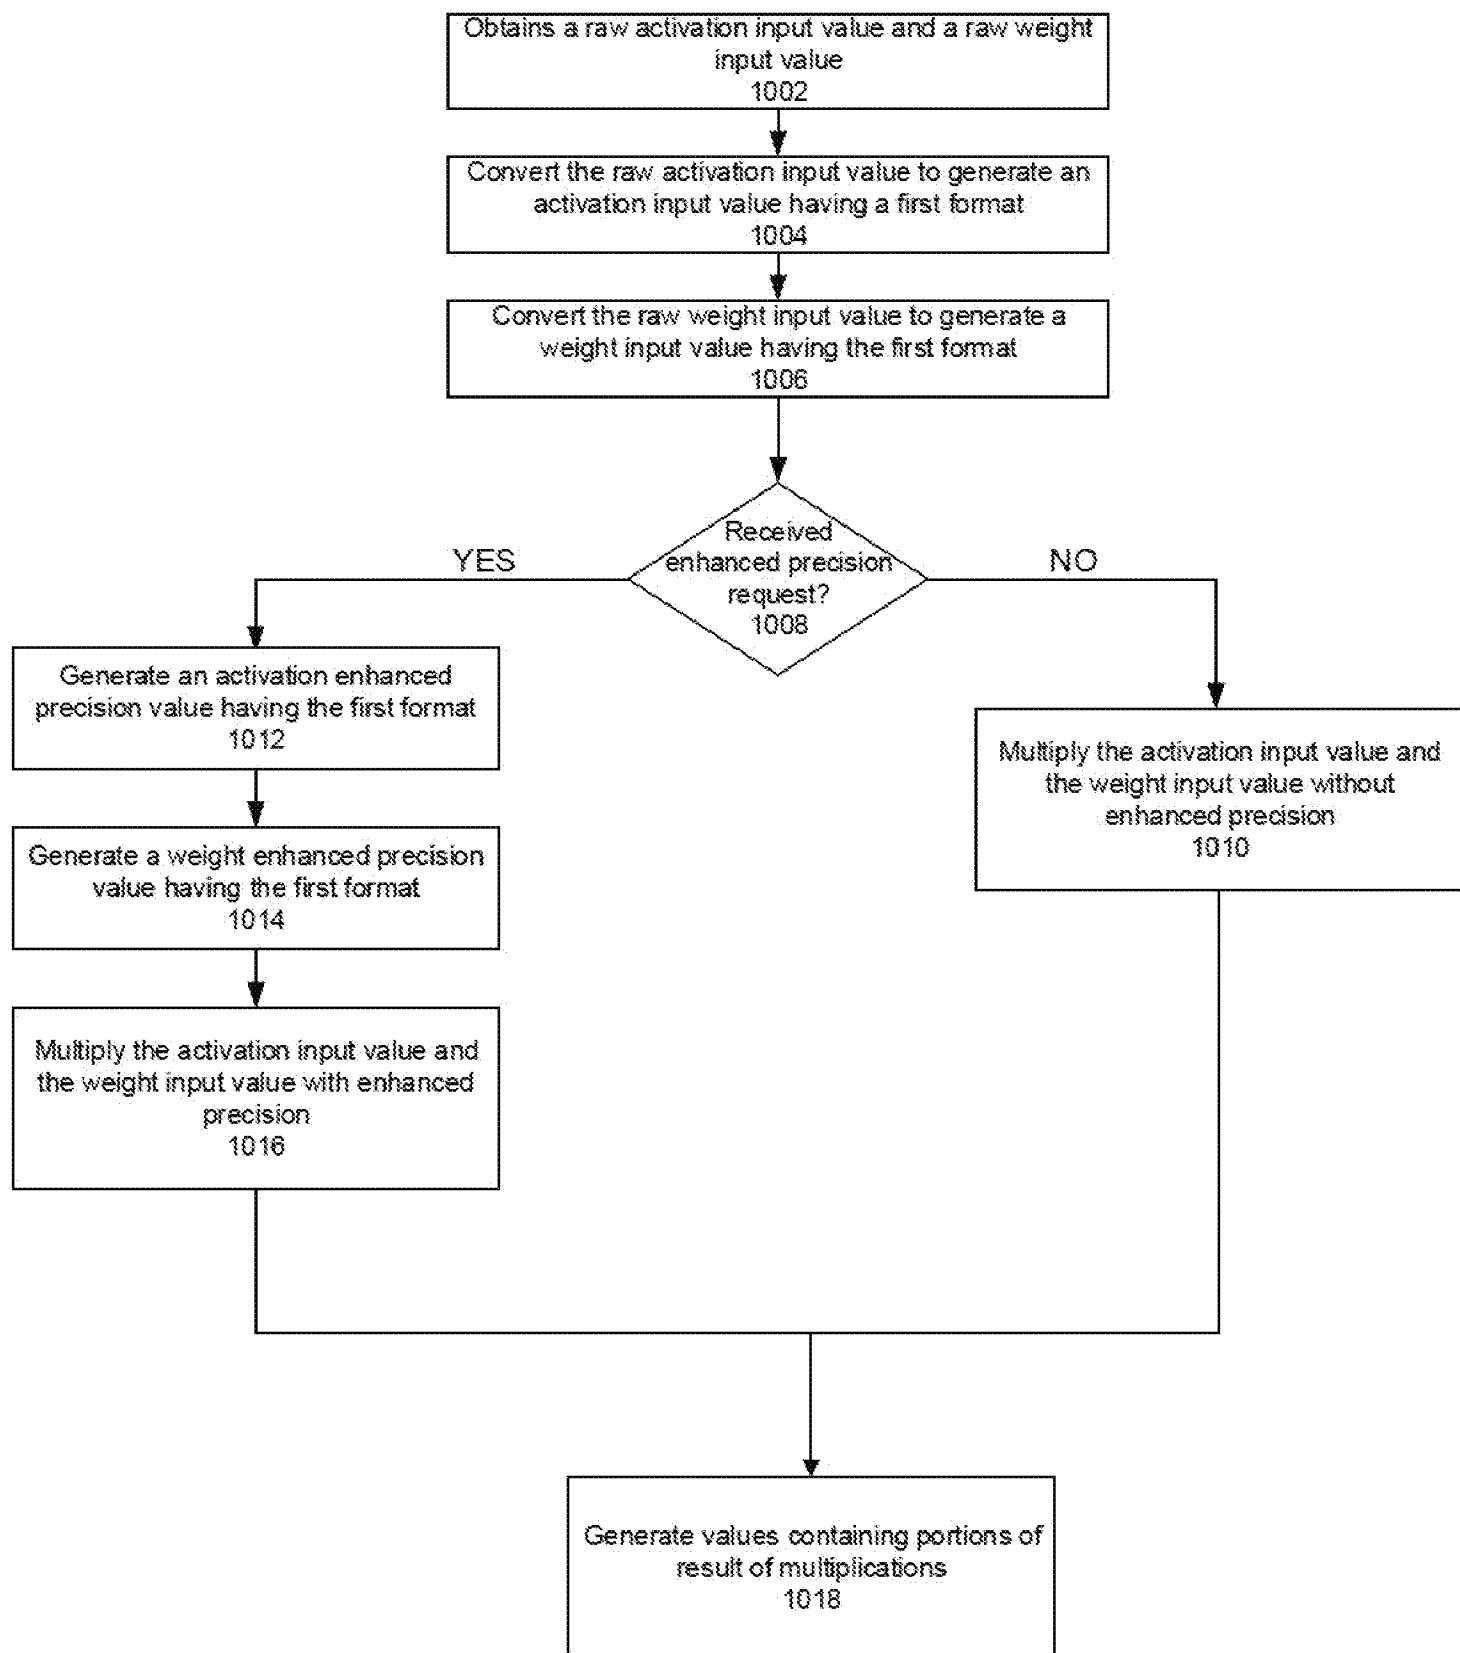 Obtains a raw activation input value and a raw weight
input value
1002
Convert the raw activation input value to generate an
activation input value having a first format
1004
Convert the raw weight input value to generate a
weight input value having the first format
1006
Received
enhanced precision
request?
1008
YES
NO
Generate an activation enhanced
precision value having the first format
1012
Generate a weight enhanced precision
value having the first format
1014
Multiply the activation input value and
the weight input value with enhanced
precision
1016
Multiply the activation input value and
the weight input value without
enhanced precision
1010
Generate values containing portions of
result of multiplications
1018